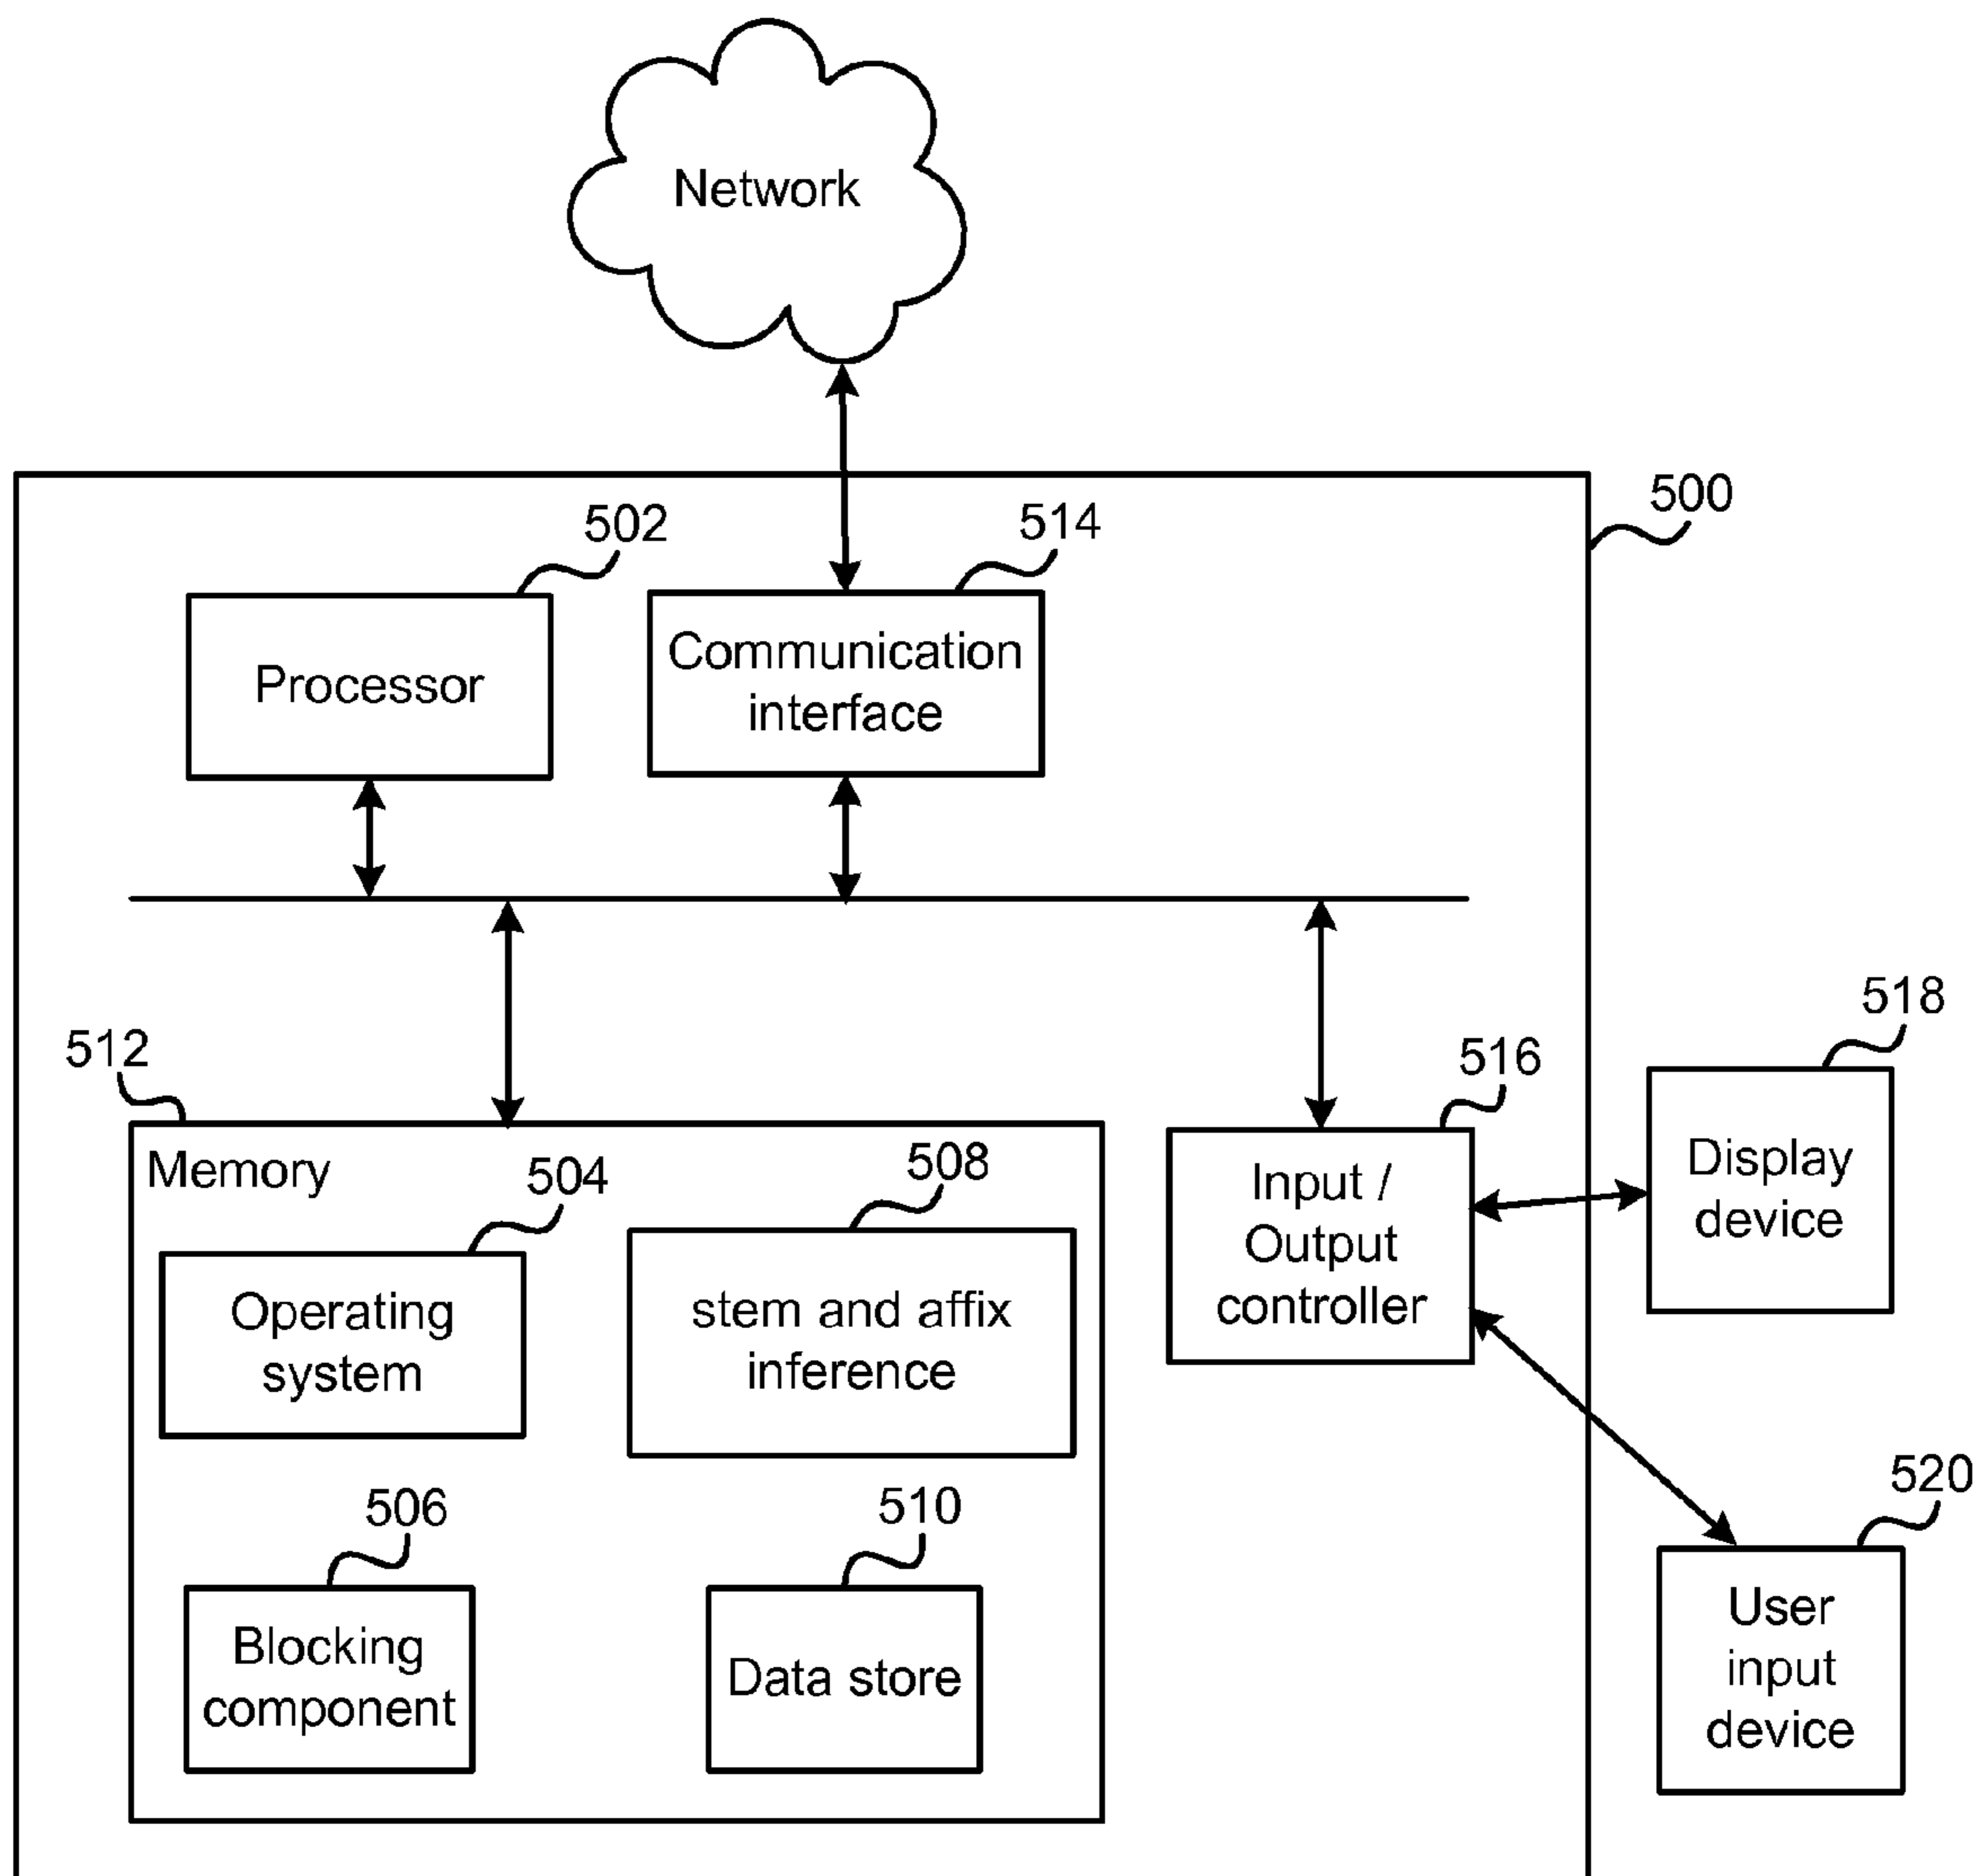 Network
500
502
514
Processor
Communication
interface
512
516
518
Memory
504
508
Input /
Output
controller
Display
device
Operating
system
stem and affix
inference
506
510
520
Blocking
component
Data store
User
input
device